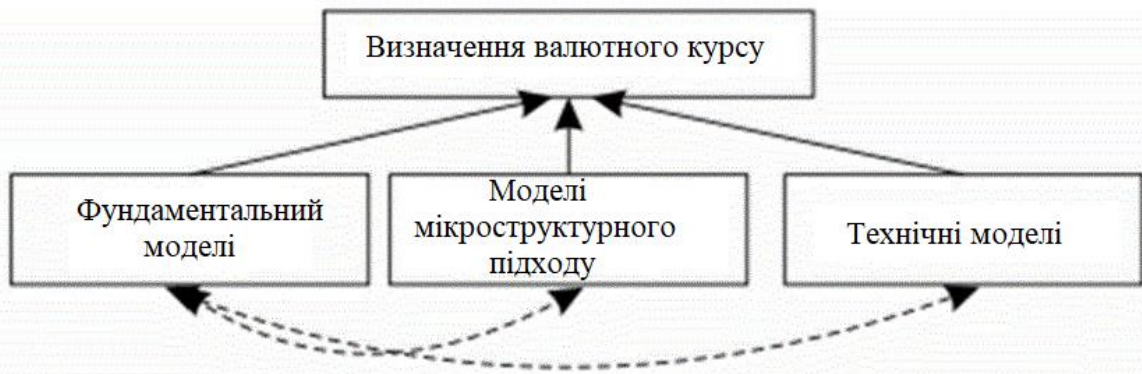 Визначення валютного курсу
Фундаментальний
моделі
Моделі
мікроструктурного
підходу
Технічні моделі